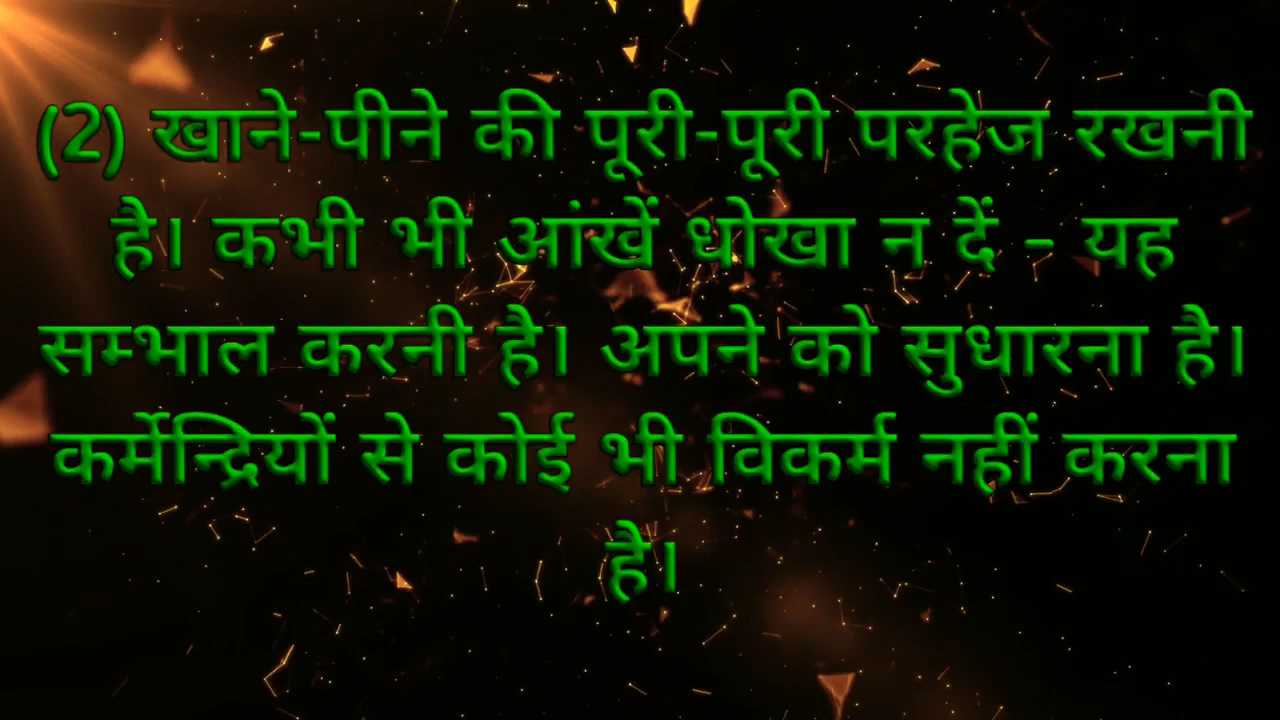 (2) खाने-पीने की पूरी-पूरी परहेज रखनी
है। कभी भी आंखें धोखा न दें - यह
सम्भाल करनी है। अपने को सुधारना है।
कर्मेन्द्रियों से कोई भी विकर्म नहीं करना
है।